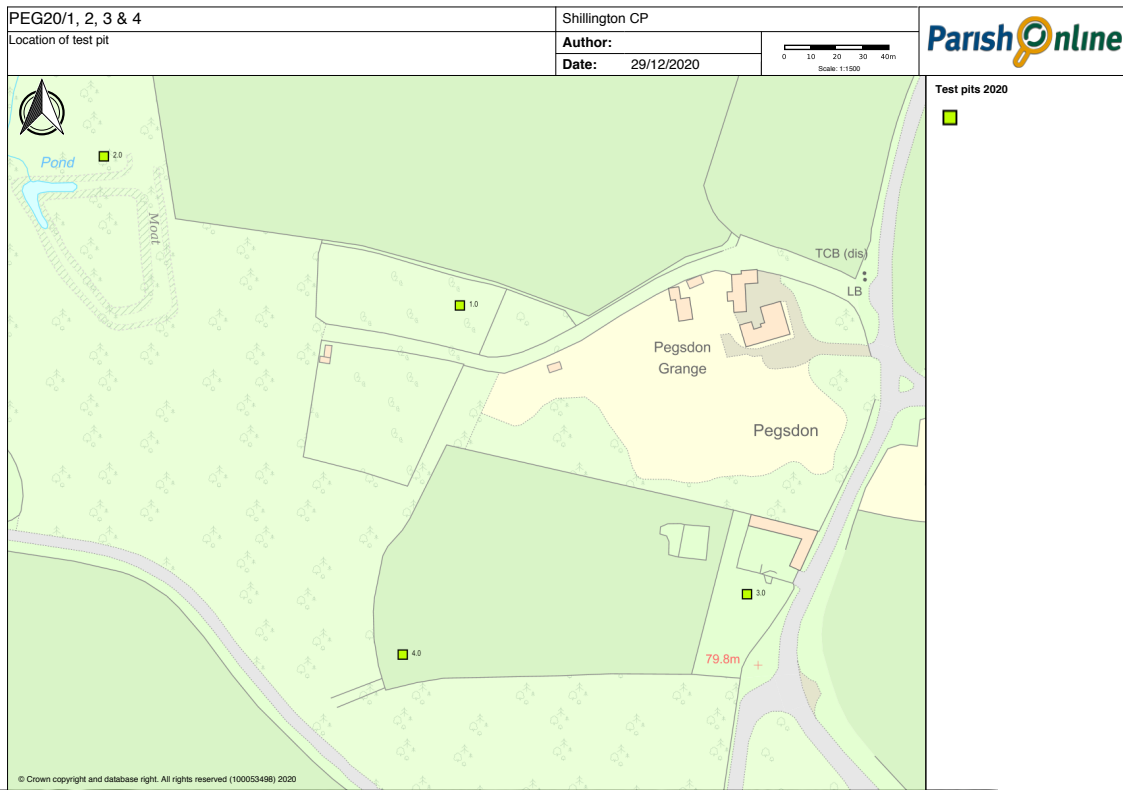 PEG20/1, 2, 3 & 4
Location of test pit
Shillington CP
Author:
Date: 29/12/2020
0 10 20 30 40m
Scale: 1:1500
Parish Online
Test pits 2020
Pond
2.0
Moat
TCB (dis)
LB
1.0
Pegsdon
Grange
Pegsdon
3.0
4.0
79.8m
© Crown copyright and database right. All rights reserved (100053498) 2020